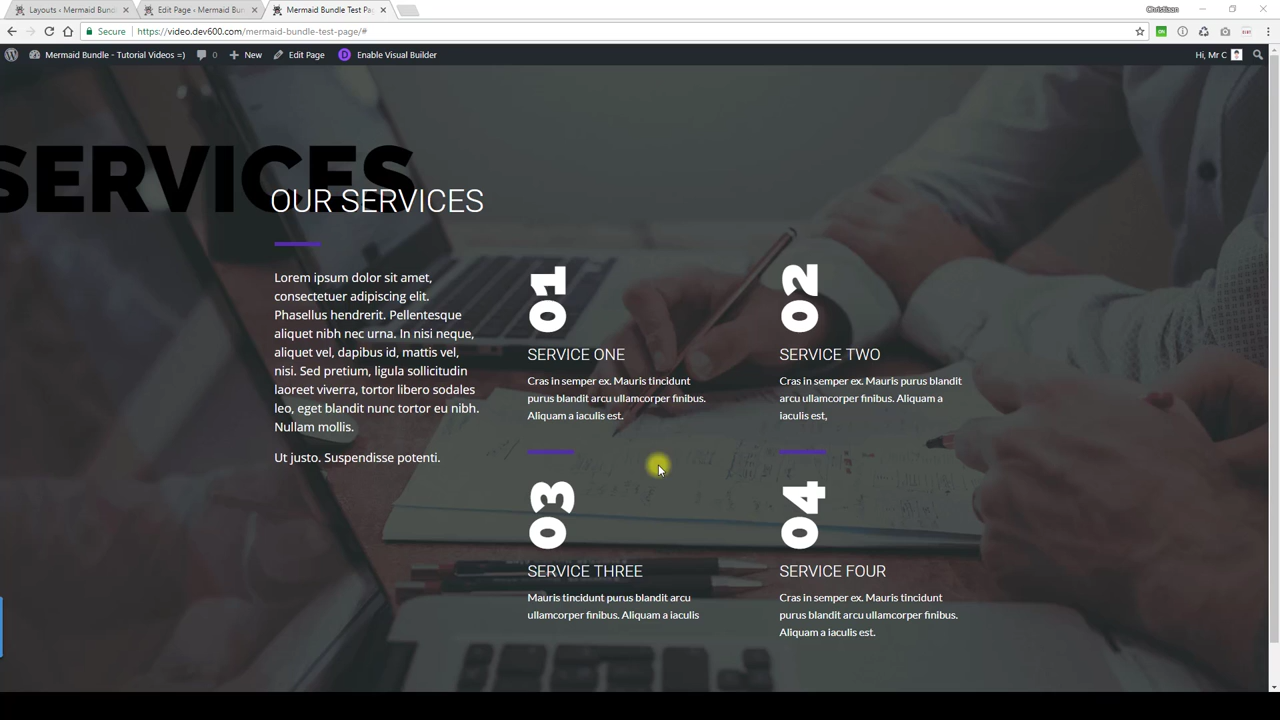 Layouts ‹ Mermaid Bundl
Edit Page ‹ Mermaid Bun
Mermaid Bundle Test Pa
Christiaan
Secure
https://video.dev600.com/mermaid-bundle-test-page/#
Mermaid Bundle - Tutorial Videos =)
0
New
Edit Page
D
Enable Visual Builder
Hi, Mr C
SERVICES
OUR SERVICES
Lorem ipsum dolor sit amet,
consectetuer adipiscing elit.
Phasellus hendrerit. Pellentesque
aliquet nibh nec urna. In nisi neque,
aliquet vel, dapibus id, mattis vel,
nisi. Sed pretium, ligula sollicitudin
laoreet viverra, tortor libero sodales
leo, eget blandit nunc tortor eu nibh.
Nullam mollis.
Ut justo. Suspendisse potenti.
01
SERVICE ONE
Cras in semper ex. Mauris tincidunt
purus blandit arcu ullamcorper finibus.
Aliquam a iaculis est.
02
SERVICE TWO
Cras in semper ex. Mauris purus blandit
arcu ullamcorper finibus. Aliquam a
iaculis est,
03
SERVICE THREE
Mauris tincidunt purus blandit arcu
ullamcorper finibus. Aliquam a iaculis
04
SERVICE FOUR
Cras in semper ex. Mauris tincidunt
purus blandit arcu ullamcorper finibus.
Aliquam a iaculis est.